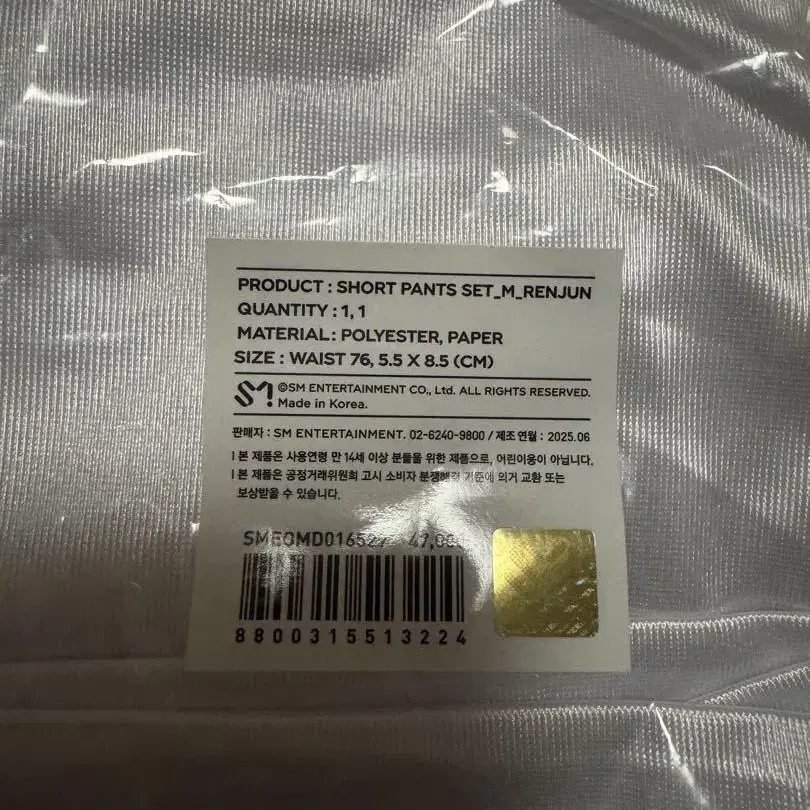 PRODUCT : SHORT PANTS SET_M_RENJUN
QUANTITY : 1, 1
MATERIAL : POLYESTER, PAPER
SIZE : WAIST 76, 5.5 X 8.5 (CM)
SM ©SM ENTERTAINMENT CO., Ltd. ALL RIGHTS RESERVED.
Made in Korea.
판매자 : SM ENTERTAINMENT. 02-6240-9800 / 제조 연월 : 2025.06
| 본 제품은 사용연령 만 14세 이상 분들을 위한 제품으로, 어린이용이 아닙니다.
| 본 제품은 공정거래위원회 고시 소비자 분쟁해결 기준에 의거 교환 또는
보상받을 수 있습니다.
8800315513224